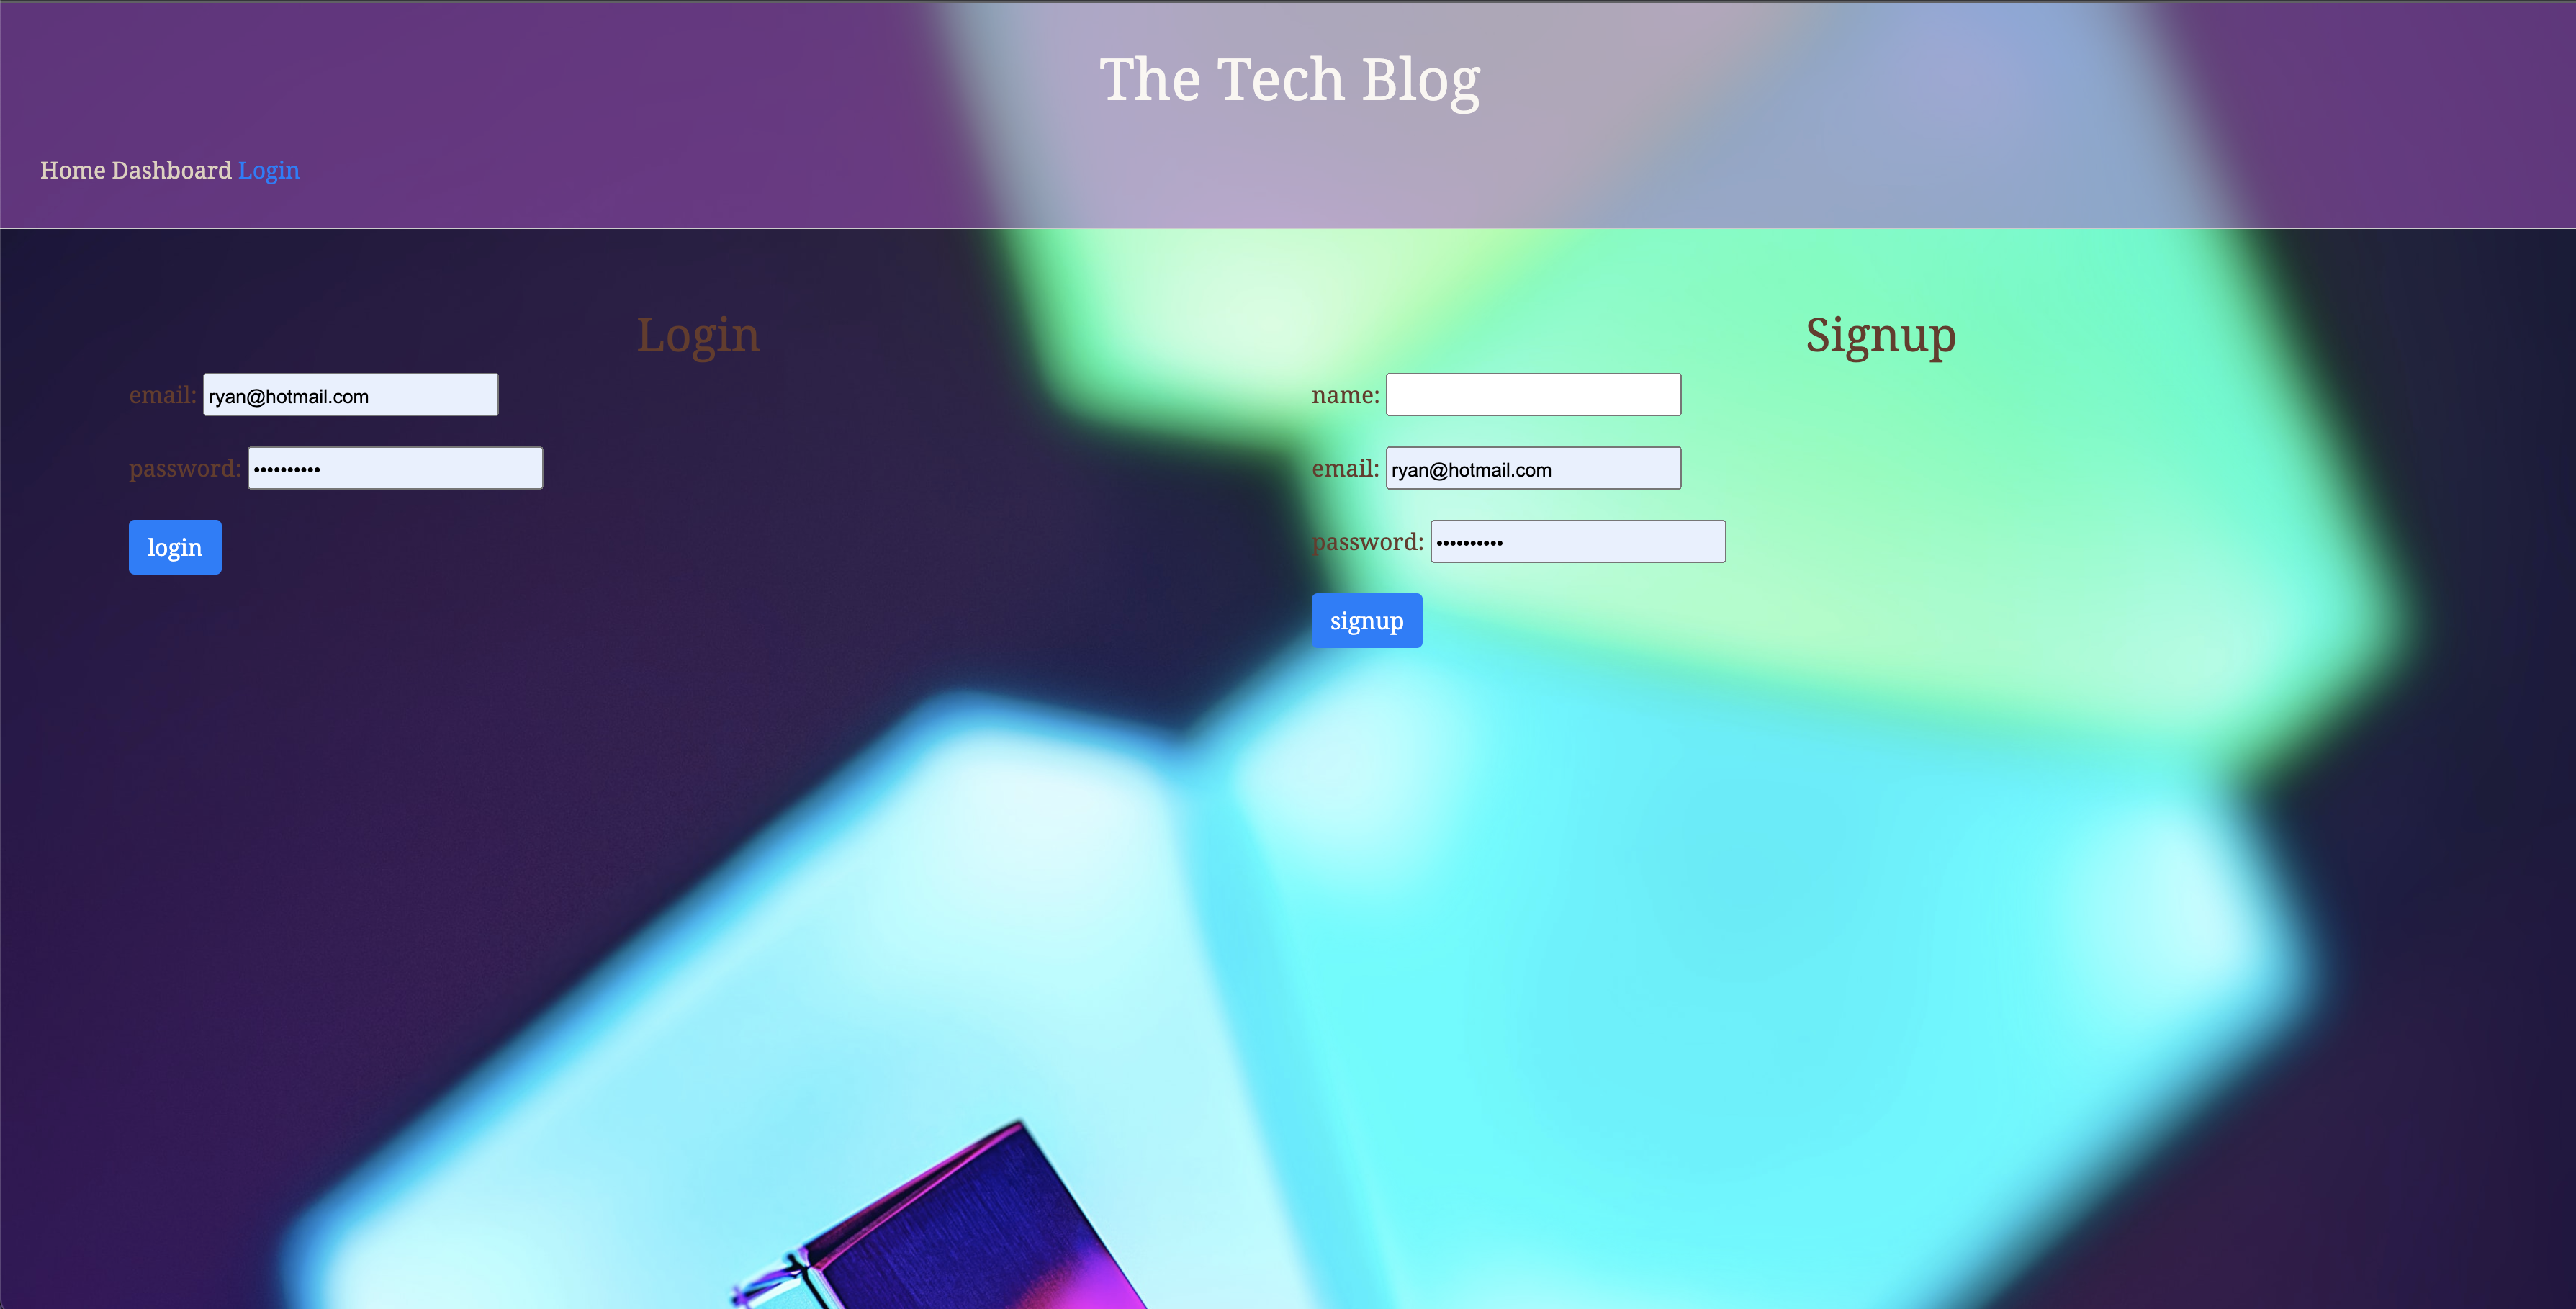 The Tech Blog
Home Dashboard Login
Login
email: ryan@hotmail.com
password: ••••••••••
login
Signup
name:
email: ryan@hotmail.com
password: ••••••••••
signup